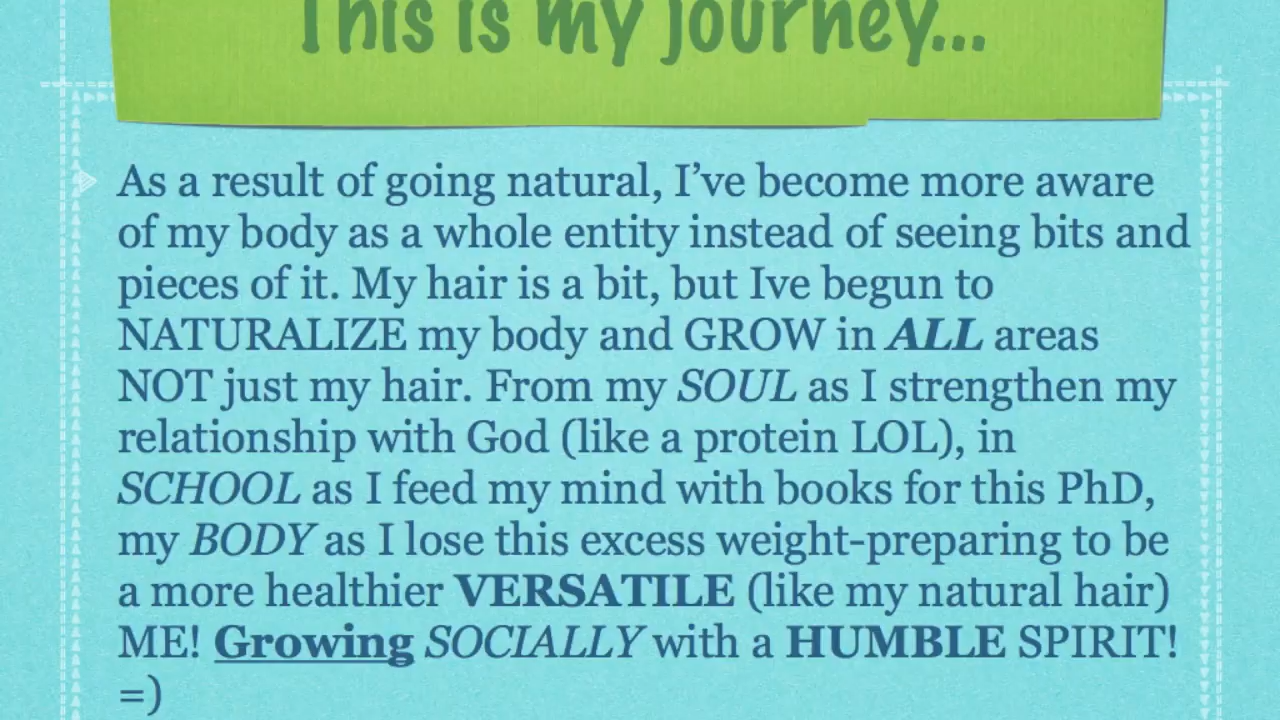 This is my journey...
As a result of going natural, I've become more aware
of my body as a whole entity instead of seeing bits and
pieces of it. My hair is a bit, but Ive begun to
NATURALIZE my body and GROW in ALL areas
NOT just my hair. From my SOUL as I strengthen my
relationship with God (like a protein LOL), in
SCHOOL as I feed my mind with books for this PhD,
my BODY as I lose this excess weight-preparing to be
a more healthier VERSATILE (like my natural hair)
ME! Growing SOCIALLY with a HUMBLE SPIRIT!
=)